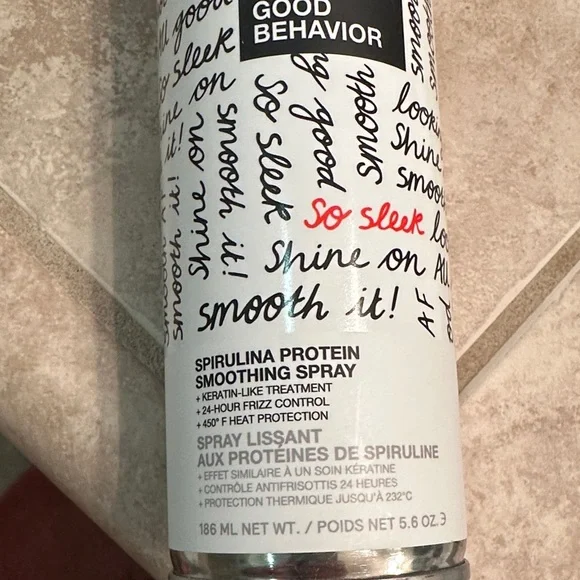 GOOD
BEHAVIOR
So sleek
Shine on
smooth it!
So sleek
smooth
So sleek
Shine on
smooth it!
AF
SPIRULINA PROTEIN
SMOOTHING SPRAY
+ KERATIN-LIKE TREATMENT
+ 24-HOUR FRIZZ CONTROL
+ 450° F HEAT PROTECTION
SPRAY LISSANT
AUX PROTÉINES DE SPIRULINE
+ EFFET SIMILAIRE À UN SOIN KÉRATINE
+ CONTRÔLE ANTIFRISOTTIS 24 HEURES
+ PROTECTION THERMIQUE JUSQU'À 232°C
186 ML NET WT. / POIDS NET 5.6 OZ. ℮